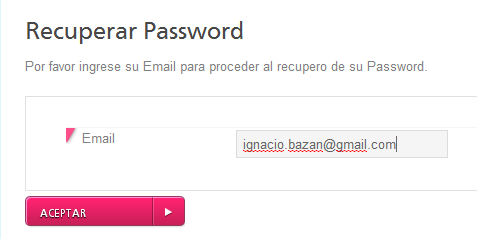 Recuperar Password
Por favor ingrese su Email para proceder al recupero de su Password.
Email ignacio.bazan@gmail.com
ACEPTAR